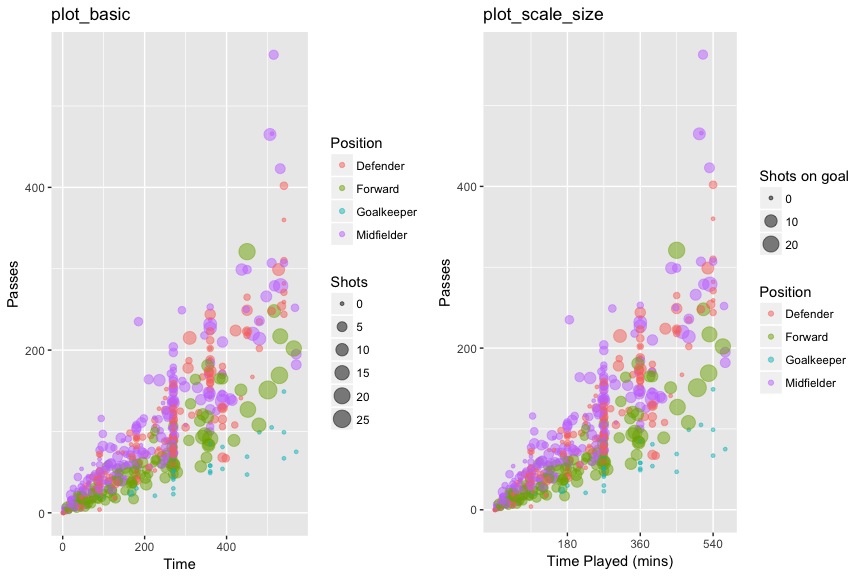 plot_basic
Passes
400
200
0
0
200
400
Time
Position
Defender
Forward
Goalkeeper
Midfielder
Shots
0
5
10
15
20
25
plot_scale_size
Passes
400
200
0
180
360
540
Time Played (mins)
Shots on goal
0
10
20
Position
Defender
Forward
Goalkeeper
Midfielder